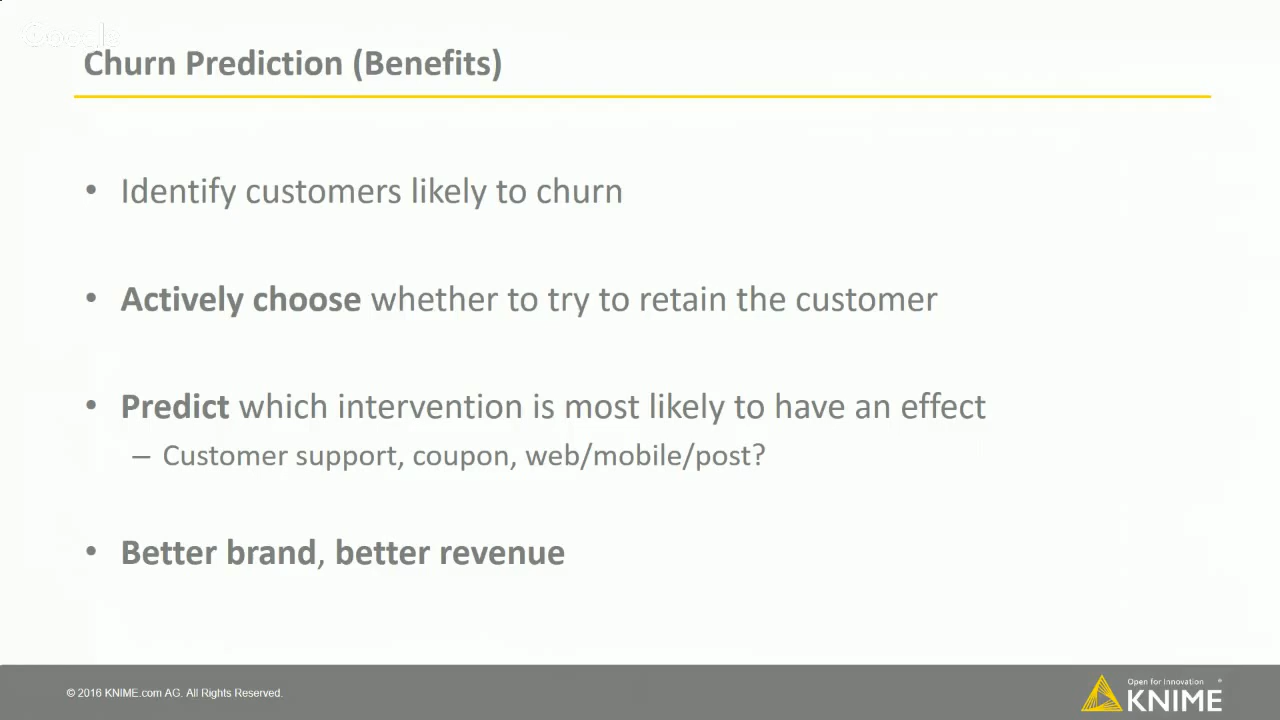 Google
Churn Prediction (Benefits)
• Identify customers likely to churn
• Actively choose whether to try to retain the customer
• Predict which intervention is most likely to have an effect
– Customer support, coupon, web/mobile/post?
• Better brand, better revenue
© 2016 KNIME.com AG. All Rights Reserved.
Open for Innovation ®
KNIME